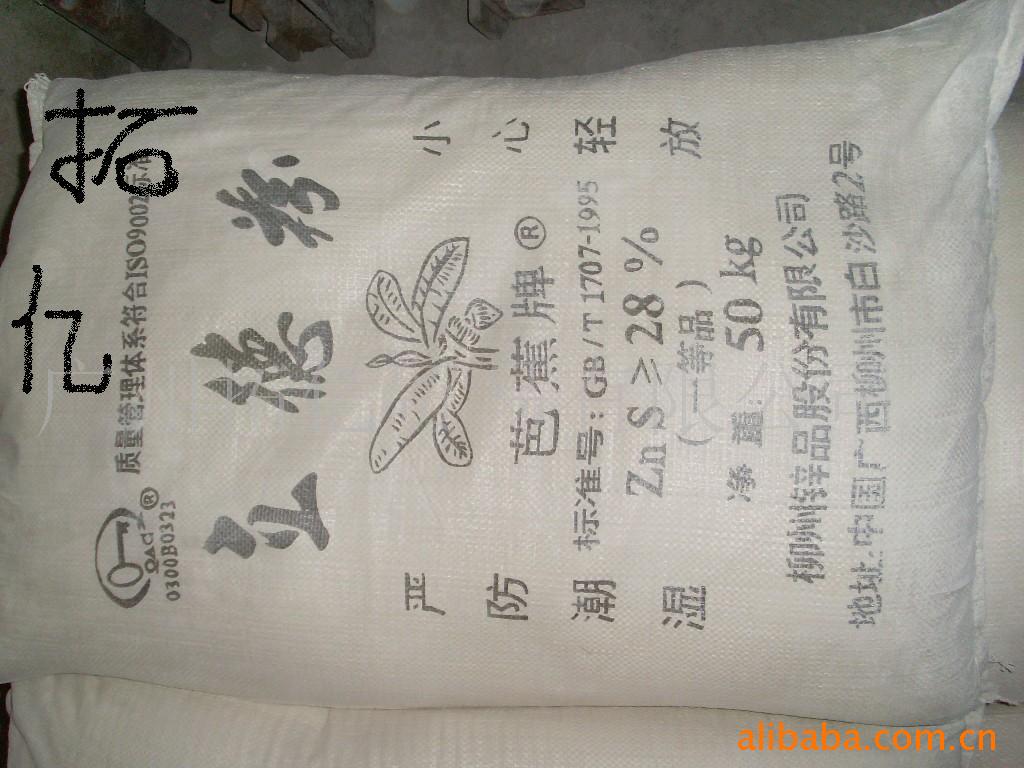 质量管理体系符合ISO9002标准
0300B0323
立德粉
芭蕉牌®
严防潮湿
小心轻放
标准号:GB/T 1707-1995
ZnS≥28%
(一等品)
净重:50kg
柳州锌品股份有限公司
地址:中国广西柳州市白沙路2号
alibaba.com.cn